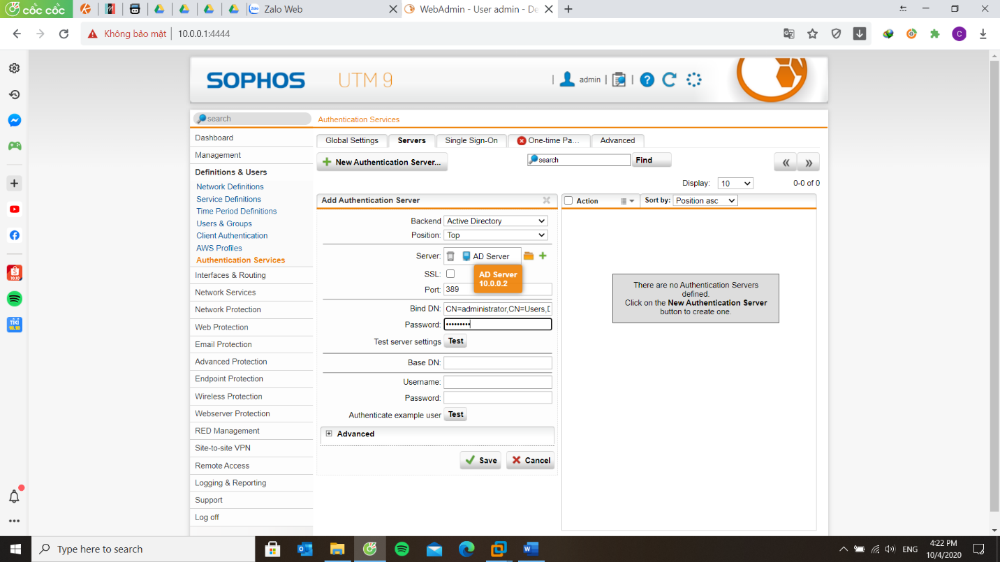 cốc cốc
Zalo Web
WebAdmin - User admin - De
Không bảo mật
10.0.0.1:4444
C
SOPHOS
UTM 9
admin
search
Authentication Services
Dashboard
Management
Definitions & Users
Network Definitions
Service Definitions
Time Period Definitions
Users & Groups
Client Authentication
AWS Profiles
Authentication Services
Interfaces & Routing
Network Services
Network Protection
Web Protection
Email Protection
Advanced Protection
Endpoint Protection
Wireless Protection
Webserver Protection
RED Management
Site-to-site VPN
Remote Access
Logging & Reporting
Support
Log off
Global Settings
Servers
Single Sign-On
One-time Pa...
Advanced
New Authentication Server...
search
Find
Display: 10
0-0 of 0
Add Authentication Server
Backend Active Directory
Position: Top
Server: AD Server
AD Server
10.0.0.2
SSL:
Port: 389
Bind DN: CN=administrator,CN=Users,D
Password: •••••••••
Test server settings Test
Base DN:
Username:
Password:
Authenticate example user Test
Advanced
Save
Cancel
Action
Sort by: Position asc
There are no Authentication Servers
defined.
Click on the New Authentication Server
button to create one.
Type here to search
ENG
4:22 PM
10/4/2020